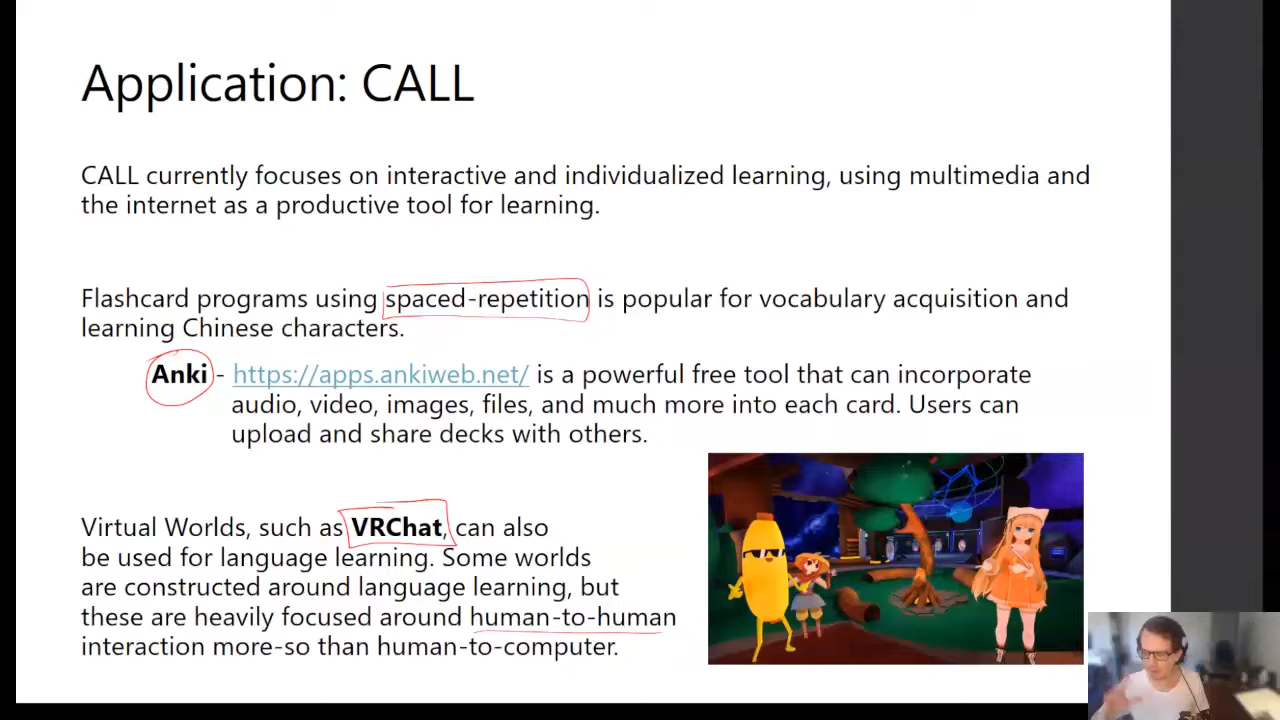 Application: CALL
CALL currently focuses on interactive and individualized learning, using multimedia and
the internet as a productive tool for learning.
Flashcard programs using spaced-repetition is popular for vocabulary acquisition and
learning Chinese characters.
Anki - https://apps.ankiweb.net/ is a powerful free tool that can incorporate
audio, video, images, files, and much more into each card. Users can
upload and share decks with others.
Virtual Worlds, such as VRChat, can also
be used for language learning. Some worlds
are constructed around language learning, but
these are heavily focused around human-to-human
interaction more-so than human-to-computer.